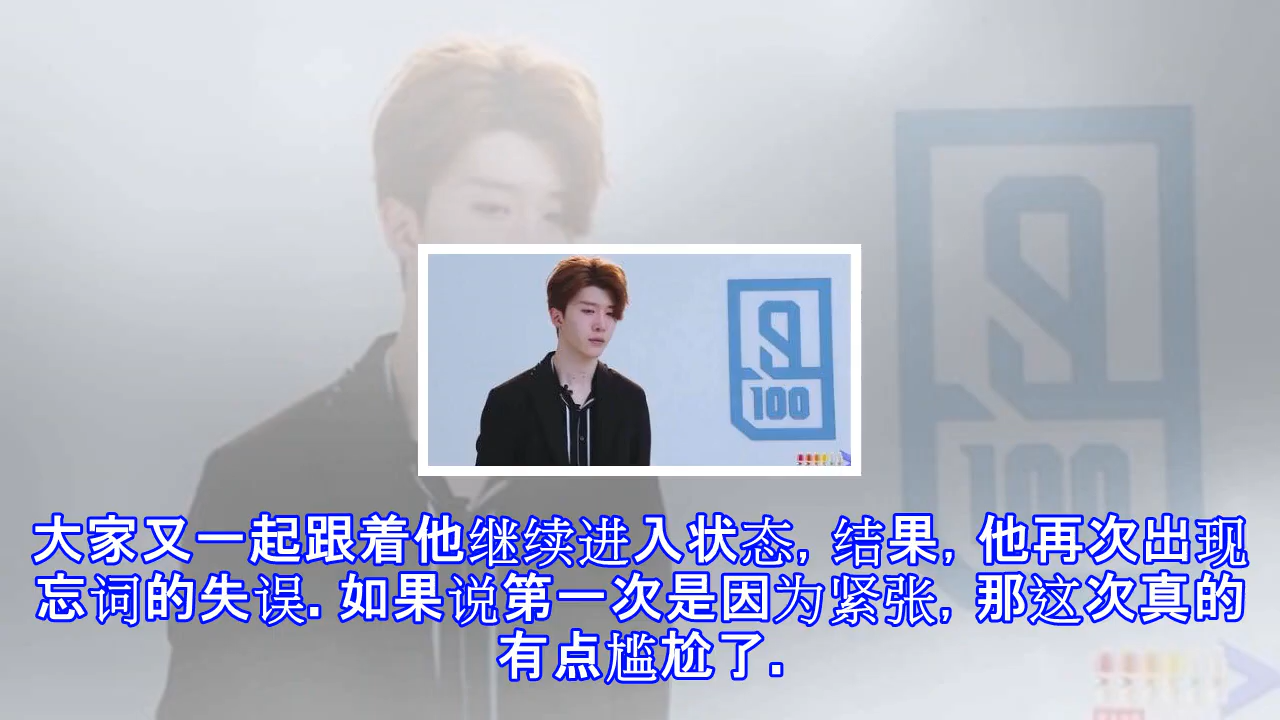 100
大家又一起跟着他继续进入状态, 结果, 他再次出现
忘词的失误. 如果说第一次是因为紧张, 那这次真的
有点尴尬了.